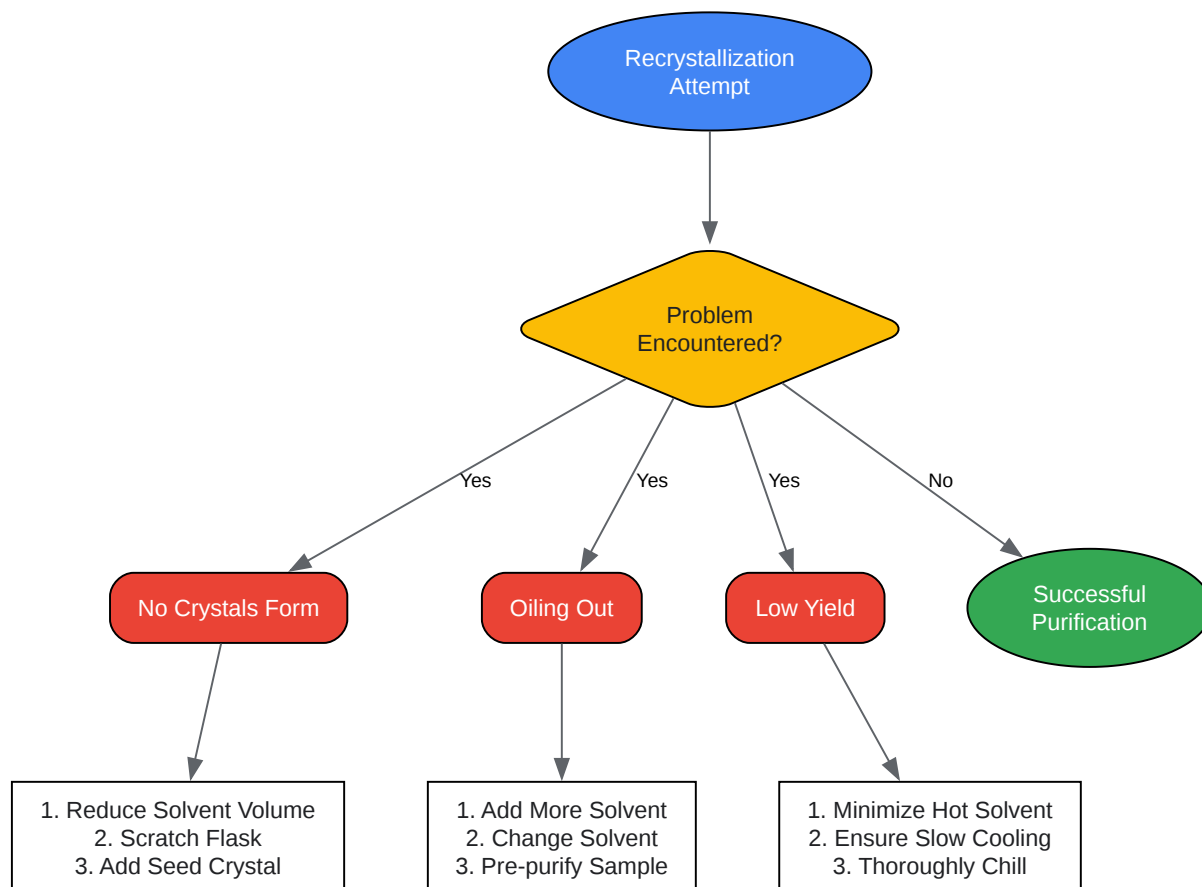 Recrystallization
Attempt
Problem
Encountered?
Yes
Yes
Yes
No
No Crystals Form
Oiling Out
Low Yield
Successful
Purification
1. Reduce Solvent Volume
2. Scratch Flask
3. Add Seed Crystal
1. Add More Solvent
2. Change Solvent
3. Pre-purify Sample
1. Minimize Hot Solvent
2. Ensure Slow Cooling
3. Thoroughly Chill